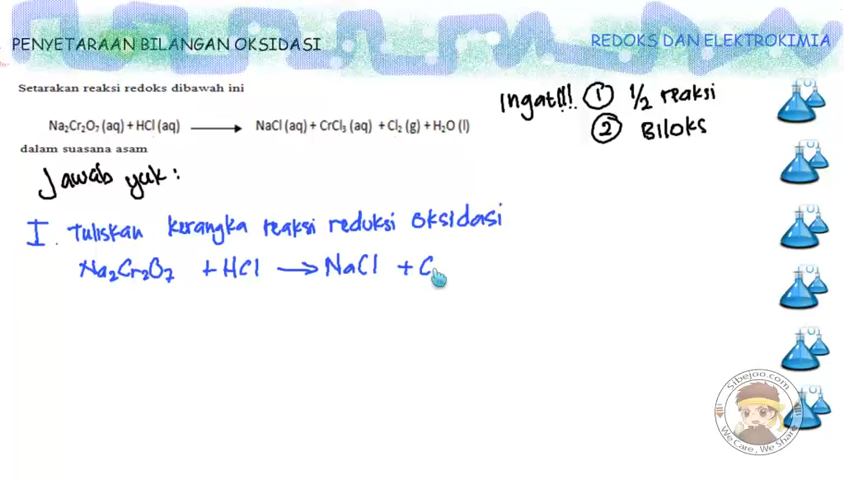 PENYETARAAN BILANGAN OKSIDASI
REDOKS DAN ELEKTROKIMIA
Setarakan reaksi redoks dibawah ini
Na₂Cr₂O₇ (aq) + HCl (aq) ⟶ NaCl (aq) + CrCl₃ (aq) + Cl₂ (g) + H₂O (l)
dalam suasana asam
Ingat!!! ① ½ reaksi
② BILOKS
Jawab yuk :
I. Tuliskan kerangka reaksi reduksi oksidasi
Na₂Cr₂O₇ + HCl ⟶ NaCl + C
Sibejoo.com
We Care, We Share